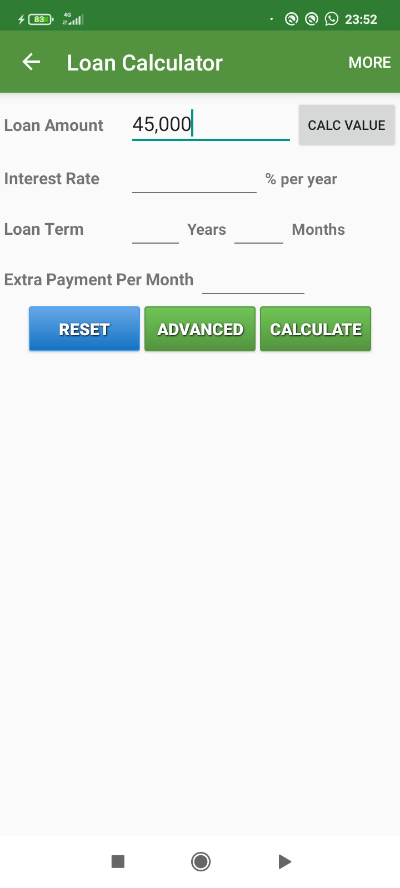 83 4G 23:52
Loan Calculator MORE
Loan Amount 45,000 CALC VALUE
Interest Rate % per year
Loan Term Years Months
Extra Payment Per Month
RESET ADVANCED CALCULATE